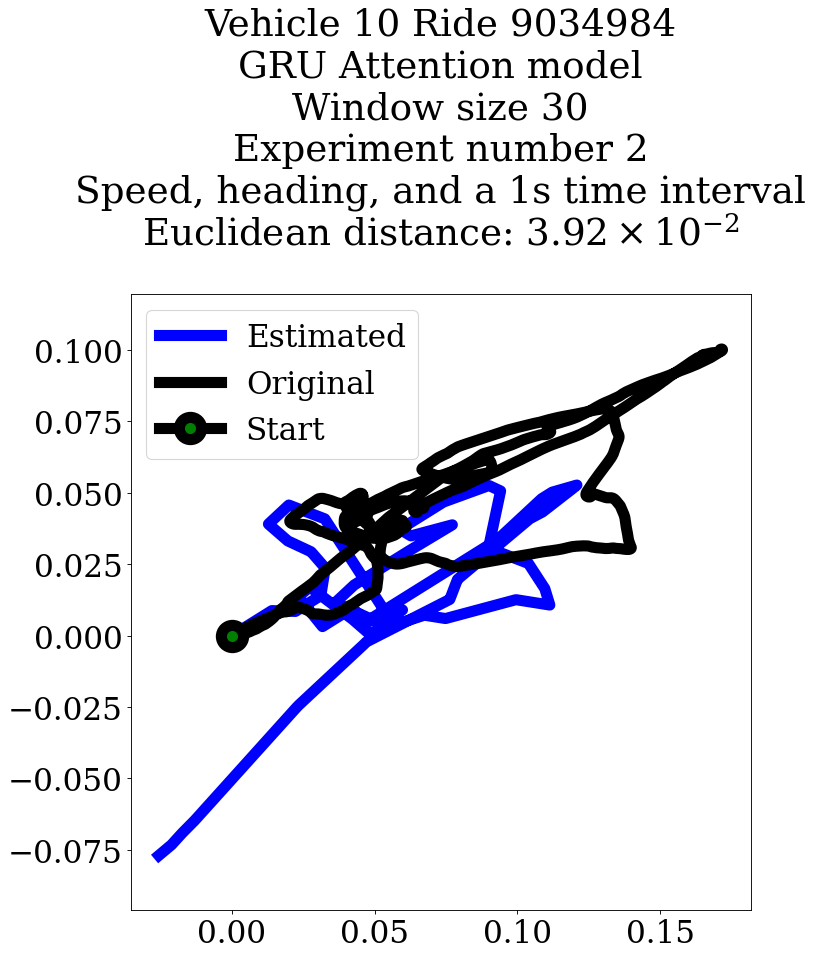 Vehicle 10 Ride 9034984
GRU Attention model
Window size 30
Experiment number 2
Speed, heading, and a 1s time interval
Euclidean distance: 3.92 × 10⁻²
Estimated
Original
Start
0.100
0.075
0.050
0.025
0.000
−0.025
−0.050
−0.075
0.00 0.05 0.10 0.15